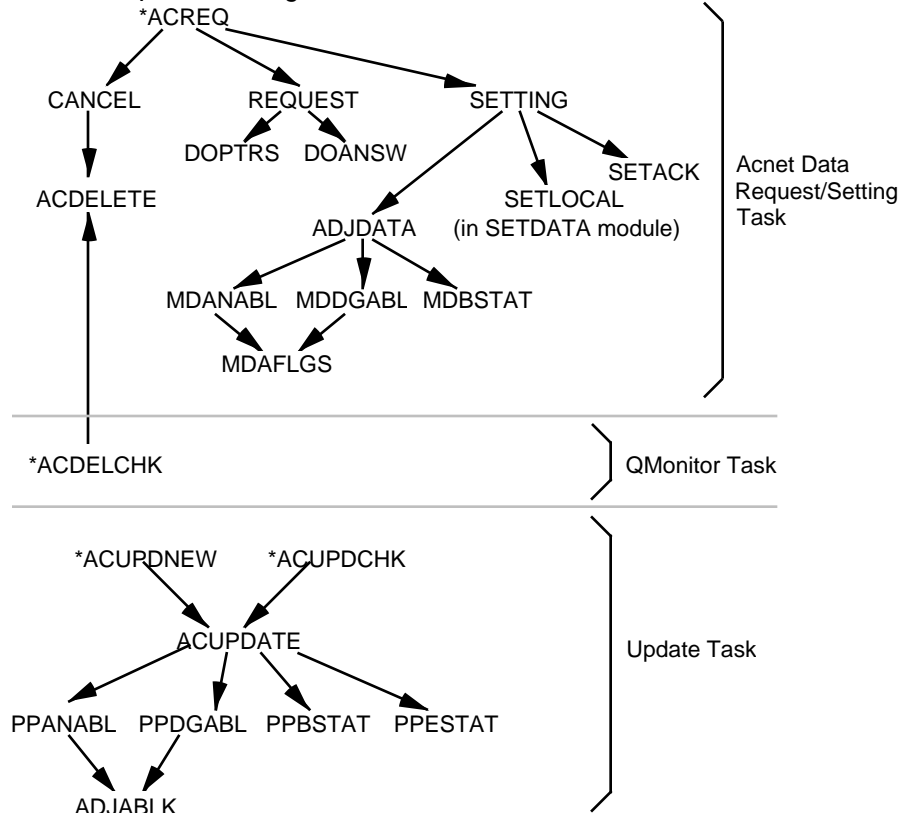 *ACREQ
CANCEL REQUEST SETTING
DOPTRS DOANSW
SETACK
ACDELETE
SETLOCAL
(in SETDATA module)
ADJDATA
MDANABL MDDGABL MDBSTAT
MDAFLGS
Acnet Data
Request/Setting
Task
*ACDELCHK
QMonitor Task
*ACUPDNEW *ACUPDCHK
ACUPDATE
Update Task
PPANABL PPDGABL PPBSTAT PPESTAT
ADJABLK